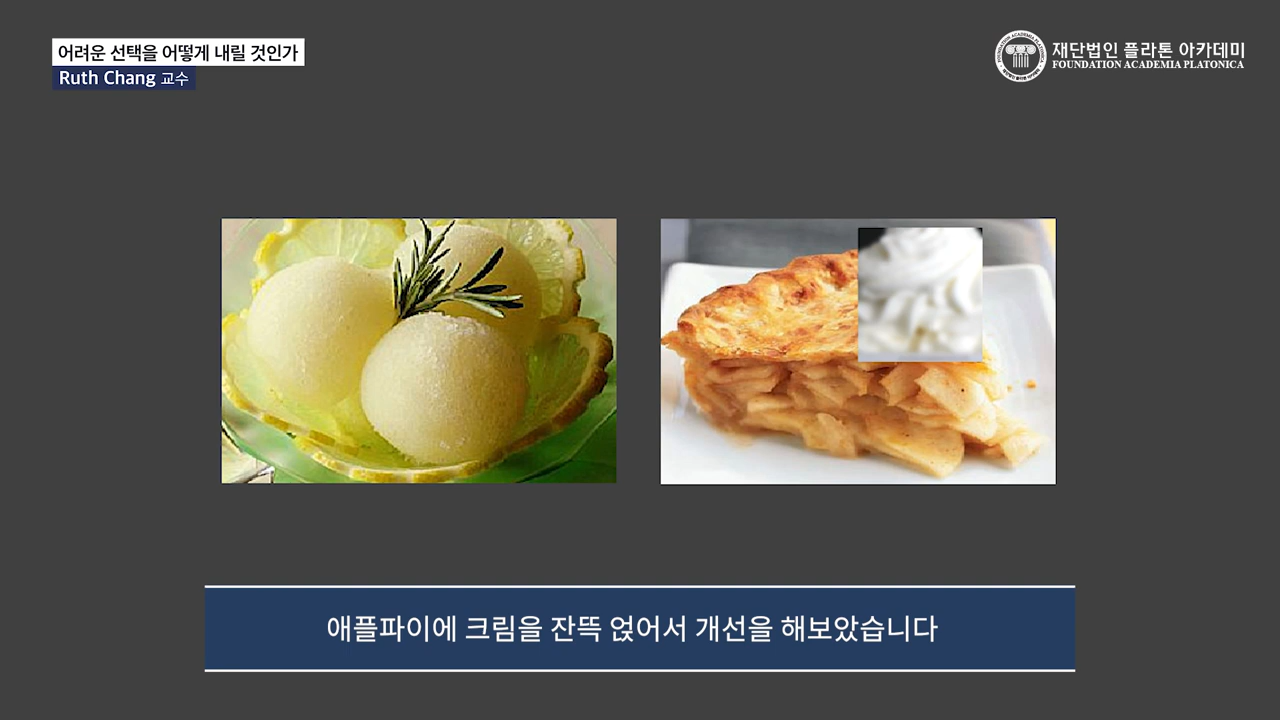 어려운 선택을 어떻게 내릴 것인가
Ruth Chang 교수
재단법인 플라톤 아카데미
FOUNDATION ACADEMIA PLATONICA
애플파이에 크림을 잔뜩 얹어서 개선을 해보았습니다